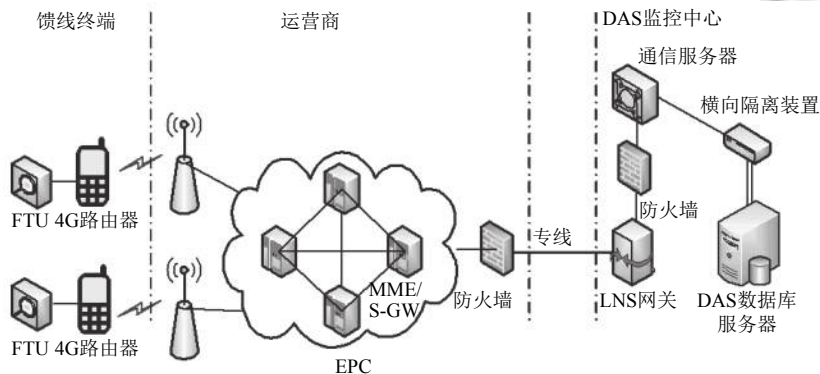 馈线终端
运营商
DAS监控中心
通信服务器
横向隔离装置
FTU 4G路由器
防火墙
专线
MME/
S-GW
防火墙
LNS网关
DAS数据库
服务器
FTU 4G路由器
EPC